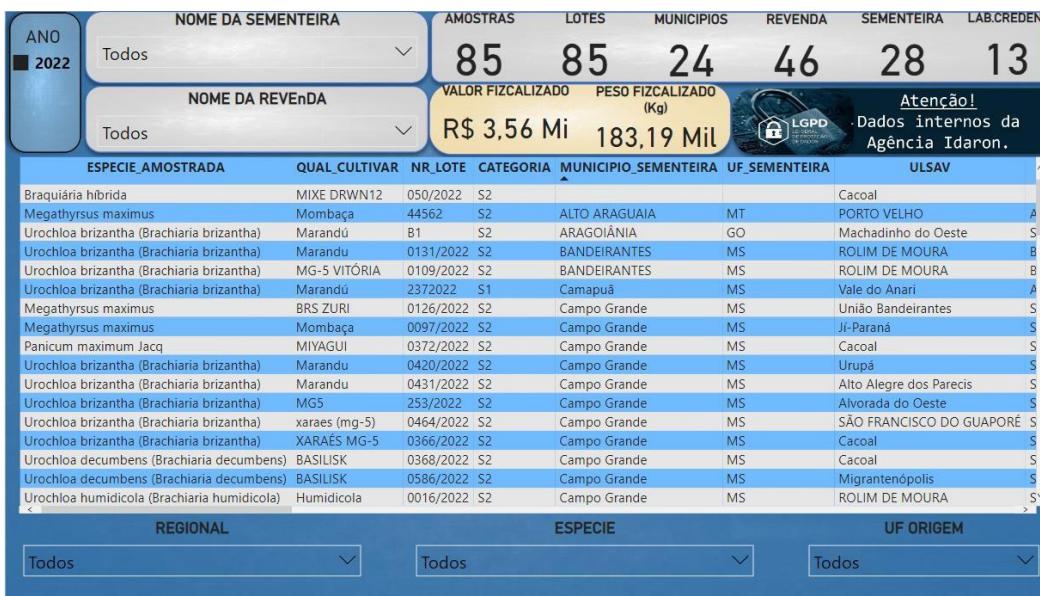 ANO
2022
NOME DA SEMENTEIRA
Todos
NOME DA REVEnDA
Todos
AMOSTRAS LOTES MUNICIPIOS REVENDA SEMENTEIRA LAB.CREDEN
85 85 24 46 28 13
VALOR FIZCALIZADO PESO FIZCALIZADO
(Kg)
R$ 3,56 Mi 183,19 Mil
LGPD
Atenção!
Dados internos da
Agência Idaron.
ESPECIE_AMOSTRADA QUAL_CULTIVAR NR_LOTE CATEGORIA MUNICIPIO_SEMENTEIRA UF_SEMENTEIRA ULSAV
Braquiária híbrida MIXE DRWN12 050/2022 S2 Cacoal
Megathyrsus maximus Mombaça 44562 S2 ALTO ARAGUAIA MT PORTO VELHO A
Urochloa brizantha (Brachiaria brizantha) Marandú B1 S2 ARAGOIÂNIA GO Machadinho do Oeste S
Urochloa brizantha (Brachiaria brizantha) Marandu 0131/2022 S2 BANDEIRANTES MS ROLIM DE MOURA B
Urochloa brizantha (Brachiaria brizantha) MG-5 VITÓRIA 0109/2022 S2 BANDEIRANTES MS ROLIM DE MOURA B
Urochloa brizantha (Brachiaria brizantha) Marandú 2372022 S1 Camapuã MS Vale do Anari A
Megathyrsus maximus BRS ZURI 0126/2022 S2 Campo Grande MS União Bandeirantes S
Megathyrsus maximus Mombaça 0097/2022 S2 Campo Grande MS Jí-Paraná S
Panicum maximum Jacq MIYAGUI 0372/2022 S2 Campo Grande MS Cacoal S
Urochloa brizantha (Brachiaria brizantha) Marandu 0420/2022 S2 Campo Grande MS Urupá S
Urochloa brizantha (Brachiaria brizantha) Marandu 0431/2022 S2 Campo Grande MS Alto Alegre dos Parecis S
Urochloa brizantha (Brachiaria brizantha) MG5 253/2022 S2 Campo Grande MS Alvorada do Oeste S
Urochloa brizantha (Brachiaria brizantha) xaraes (mg-5) 0464/2022 S2 Campo Grande MS SÃO FRANCISCO DO GUAPORÉ S
Urochloa brizantha (Brachiaria brizantha) XARAÉS MG-5 0366/2022 S2 Campo Grande MS Cacoal S
Urochloa decumbens (Brachiaria decumbens) BASILISK 0368/2022 S2 Campo Grande MS Cacoal S
Urochloa decumbens (Brachiaria decumbens) BASILISK 0586/2022 S2 Campo Grande MS Migrantenópolis S
Urochloa humidicola (Brachiaria humidicola) Humidicola 0016/2022 S2 Campo Grande MS ROLIM DE MOURA SY
REGIONAL ESPECIE UF ORIGEM
Todos Todos Todos